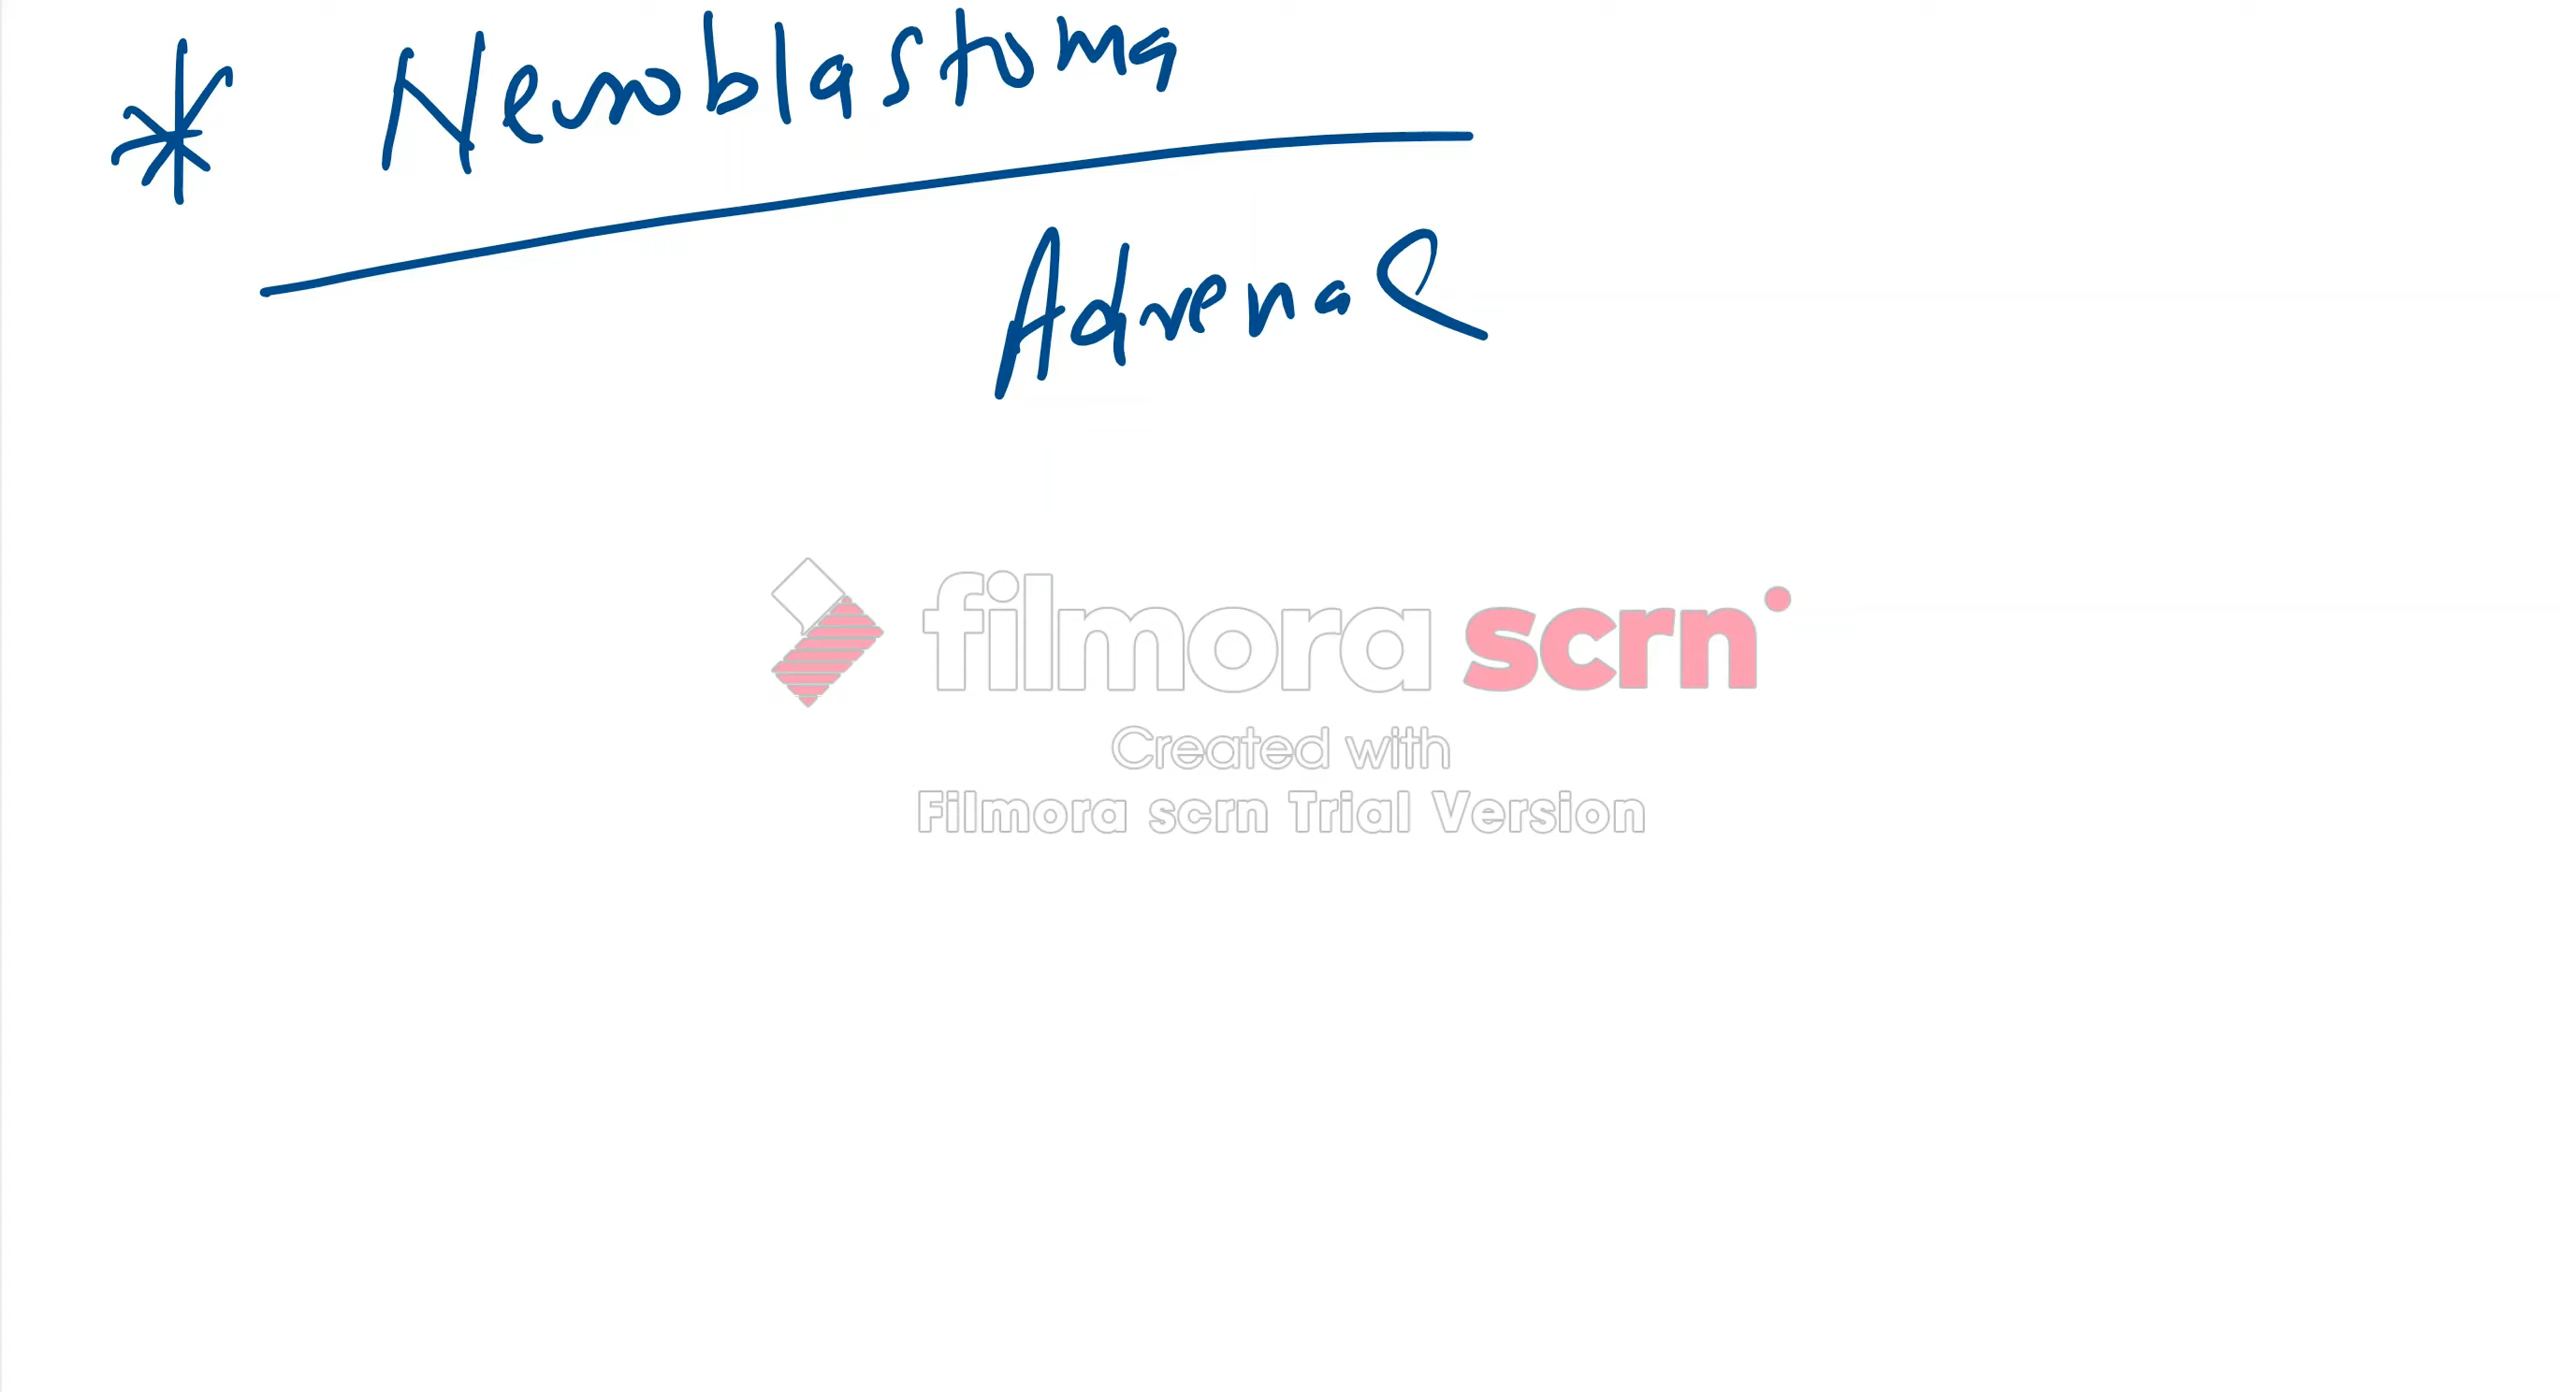 * Neuroblastoma
Adrenal
filmora scrn
Created with
Filmora scrn Trial Version